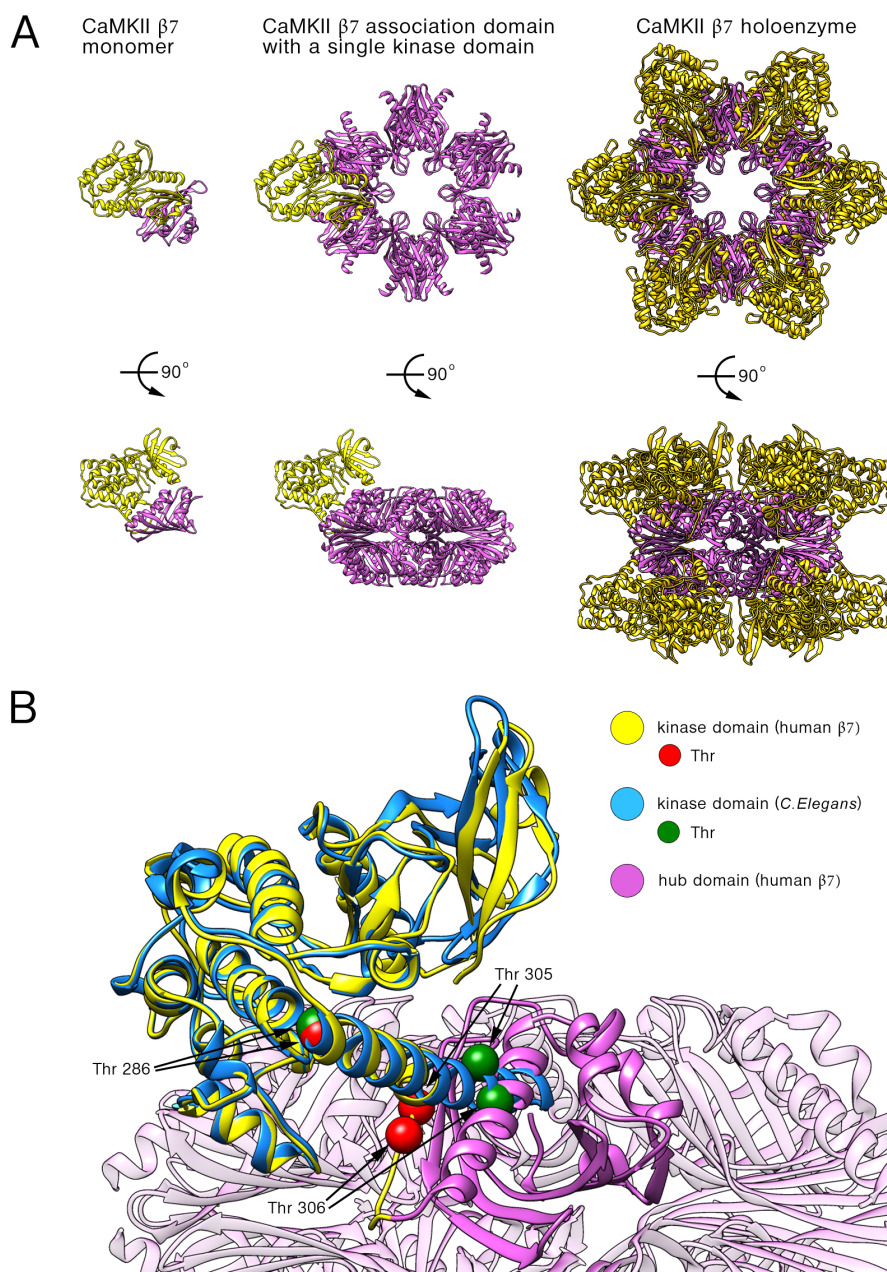 A
CaMKII β7
monomer
CaMKII β7 association domain
with a single kinase domain
CaMKII β7 holoenzyme
90°
90°
90°
B
kinase domain (human β7)
Thr
kinase domain (C.Elegans)
Thr
hub domain (human β7)
Thr 305
Thr 286
Thr 306